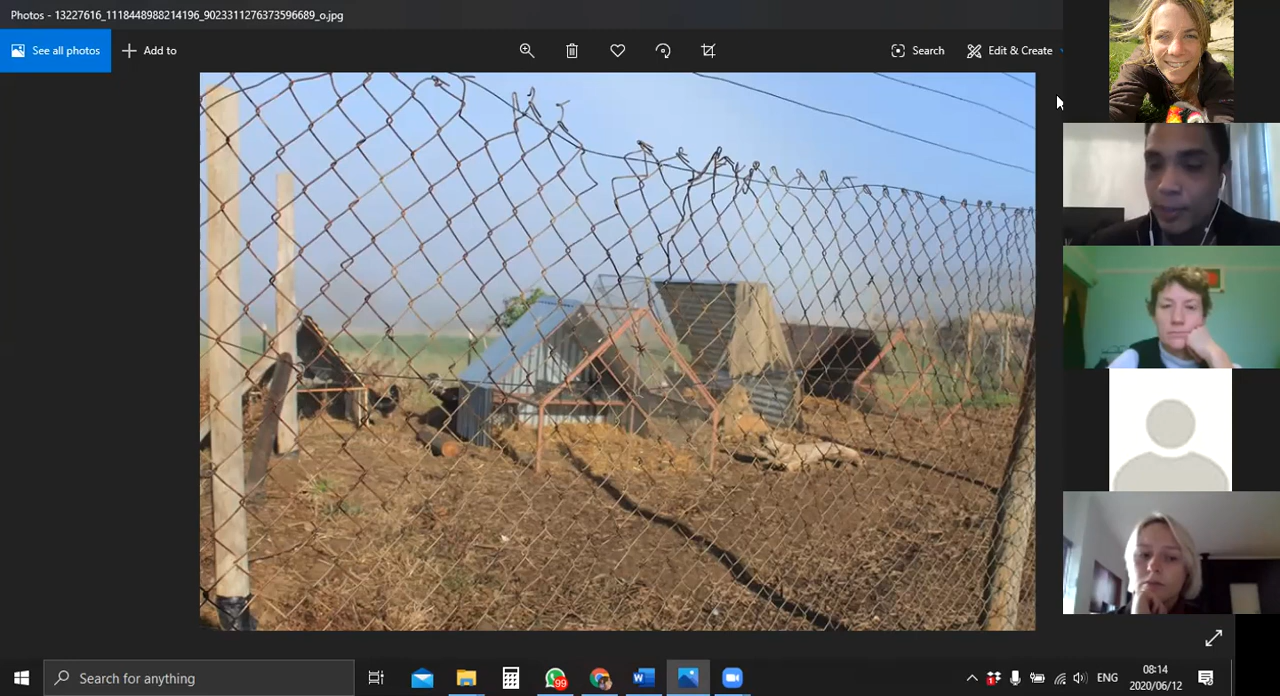 Photos - 13227616_1118448988214196_9023311276373596689_o.jpg
See all photos
Add to
Search
Edit & Create
Search for anything
99
ENG
08:14
2020/06/12